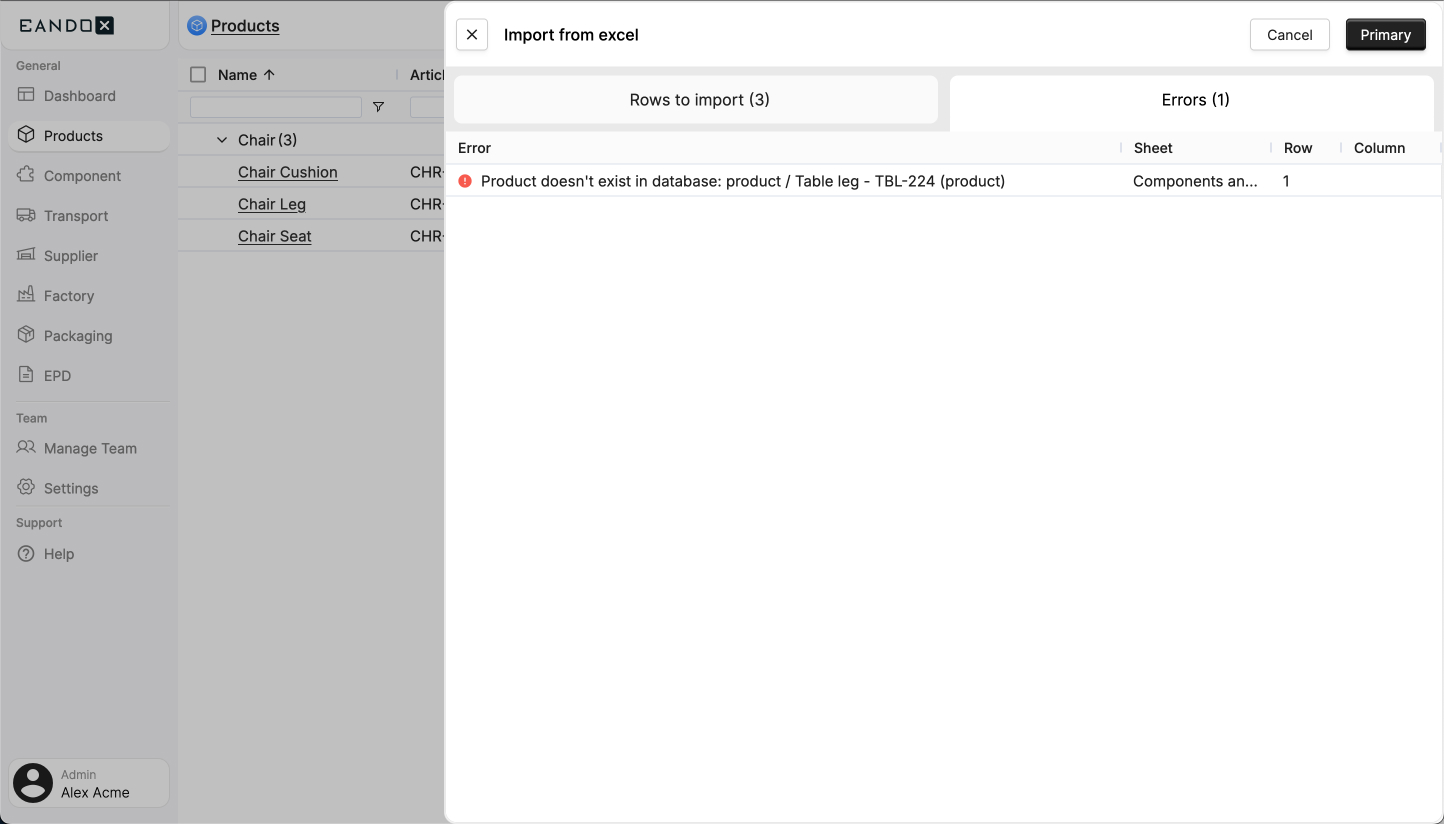 EANDOX
General
Dashboard
Products
Component
Transport
Supplier
Factory
Packaging
EPD
Team
Manage Team
Settings
Support
Help
Admin
Alex Acme
Products
Name
Chair (3)
Chair Cushion CHR-
Chair Leg CHR-
Chair Seat CHR-
Import from excel
Cancel
Primary
Rows to import (3)
Errors (1)
Error Sheet Row Column
Product doesn't exist in database: product / Table leg - TBL-224 (product) Components an... 1